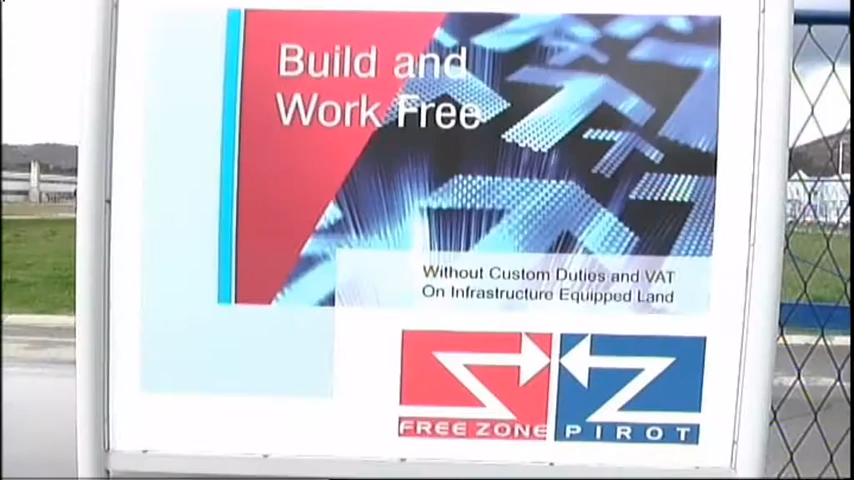 Build and
Work Free
Without Custom Duties and VAT
On Infrastructure Equipped Land
FREE ZONE PIROT